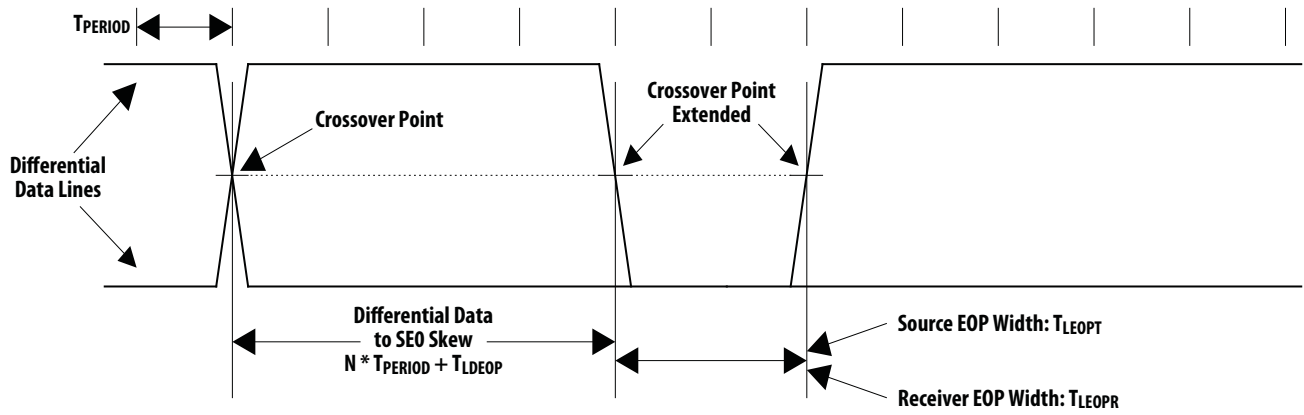 TPERIOD
Crossover Point
Crossover Point
Extended
Differential
Data Lines
Differential Data
to SE0 Skew
N * TPERIOD + TLDEOP
Source EOP Width: TLEOPT
Receiver EOP Width: TLEOPR